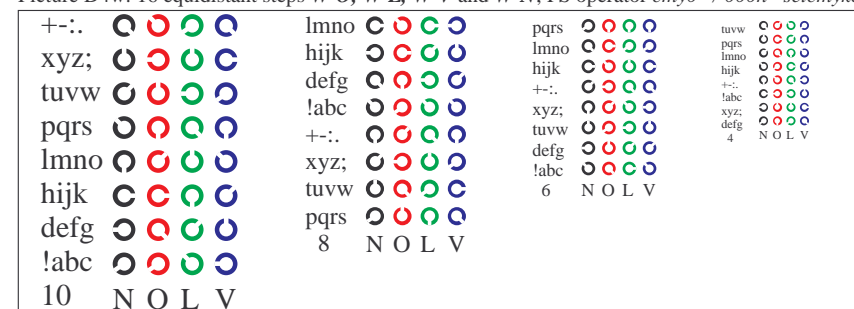 +-:.
xyz;
tuvw
pqrs
lmno
hijk
defg
!abc
10 N O L V
lmno
hijk
defg
!abc
+-:.
xyz;
tuvw
pqrs
8 N O L V
pqrs
lmno
hijk
+-:.
xyz;
tuvw
defg
!abc
6 N O L V
tuvw
pqrs
lmno
hijk
+-:.
!abc
xyz;
defg
4 N O L V